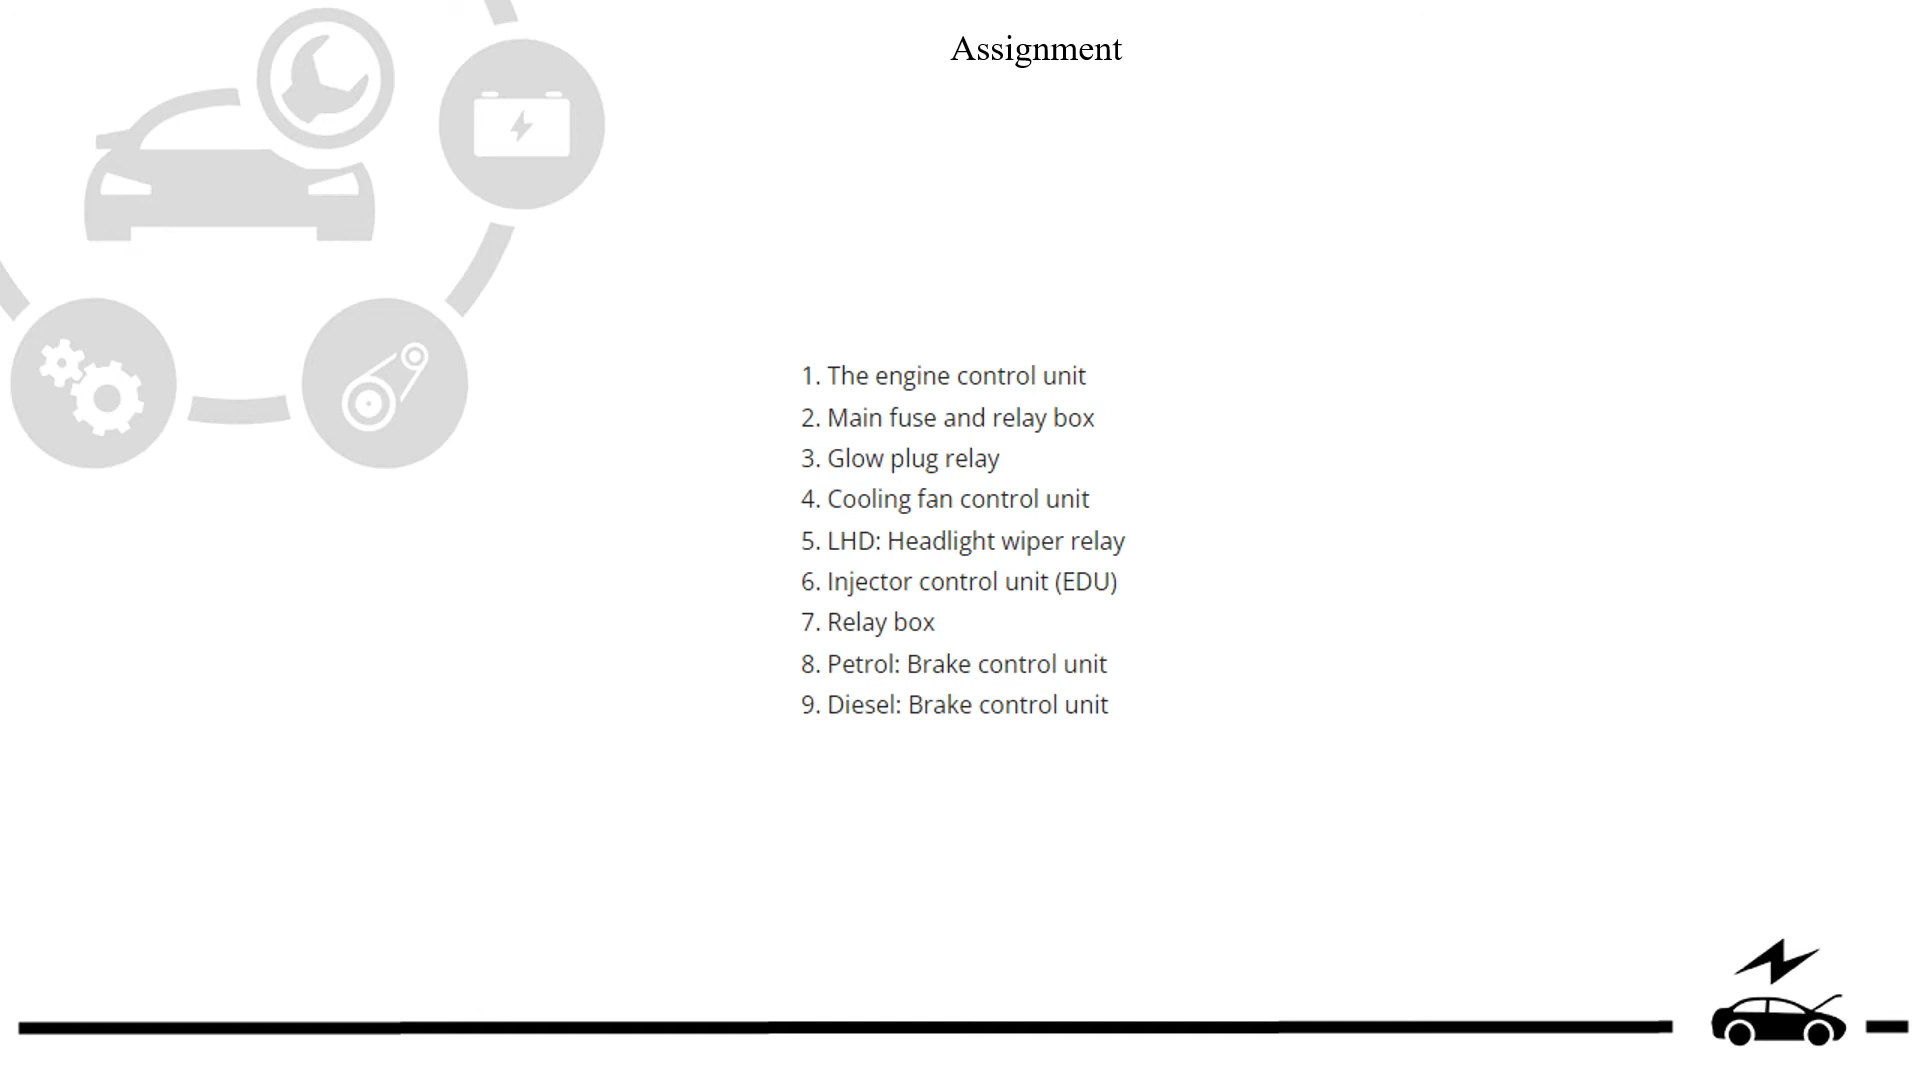 Assignment
1. The engine control unit
2. Main fuse and relay box
3. Glow plug relay
4. Cooling fan control unit
5. LHD: Headlight wiper relay
6. Injector control unit (EDU)
7. Relay box
8. Petrol: Brake control unit
9. Diesel: Brake control unit